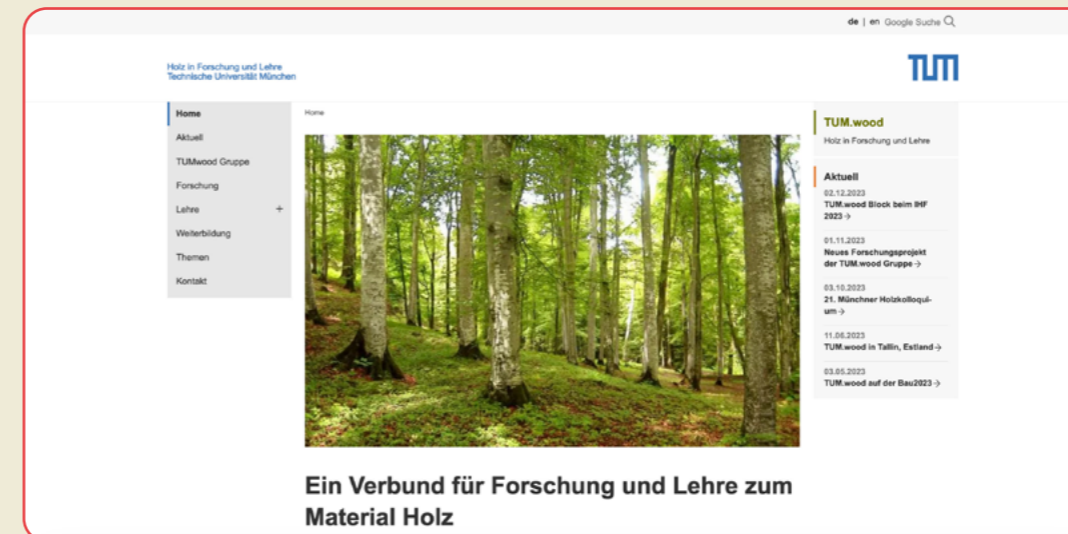 de | en Google Suche
Holz in Forschung und Lehre
Technische Universität München
TUM
Home
Aktuell
TUMwood Gruppe
Forschung
Lehre +
Weiterbildung
Themen
Kontakt
Home
Ein Verbund für Forschung und Lehre zum
Material Holz
TUM.wood
Holz in Forschung und Lehre
Aktuell
02.12.2023
TUM.wood Block beim IHF
2023 →
01.11.2023
Neues Forschungsprojekt
der TUM.wood Gruppe →
03.10.2023
21. Münchner Holzkolloqui-
um →
11.06.2023
TUM.wood in Tallin, Estland →
03.05.2023
TUM.wood auf der Bau2023 →